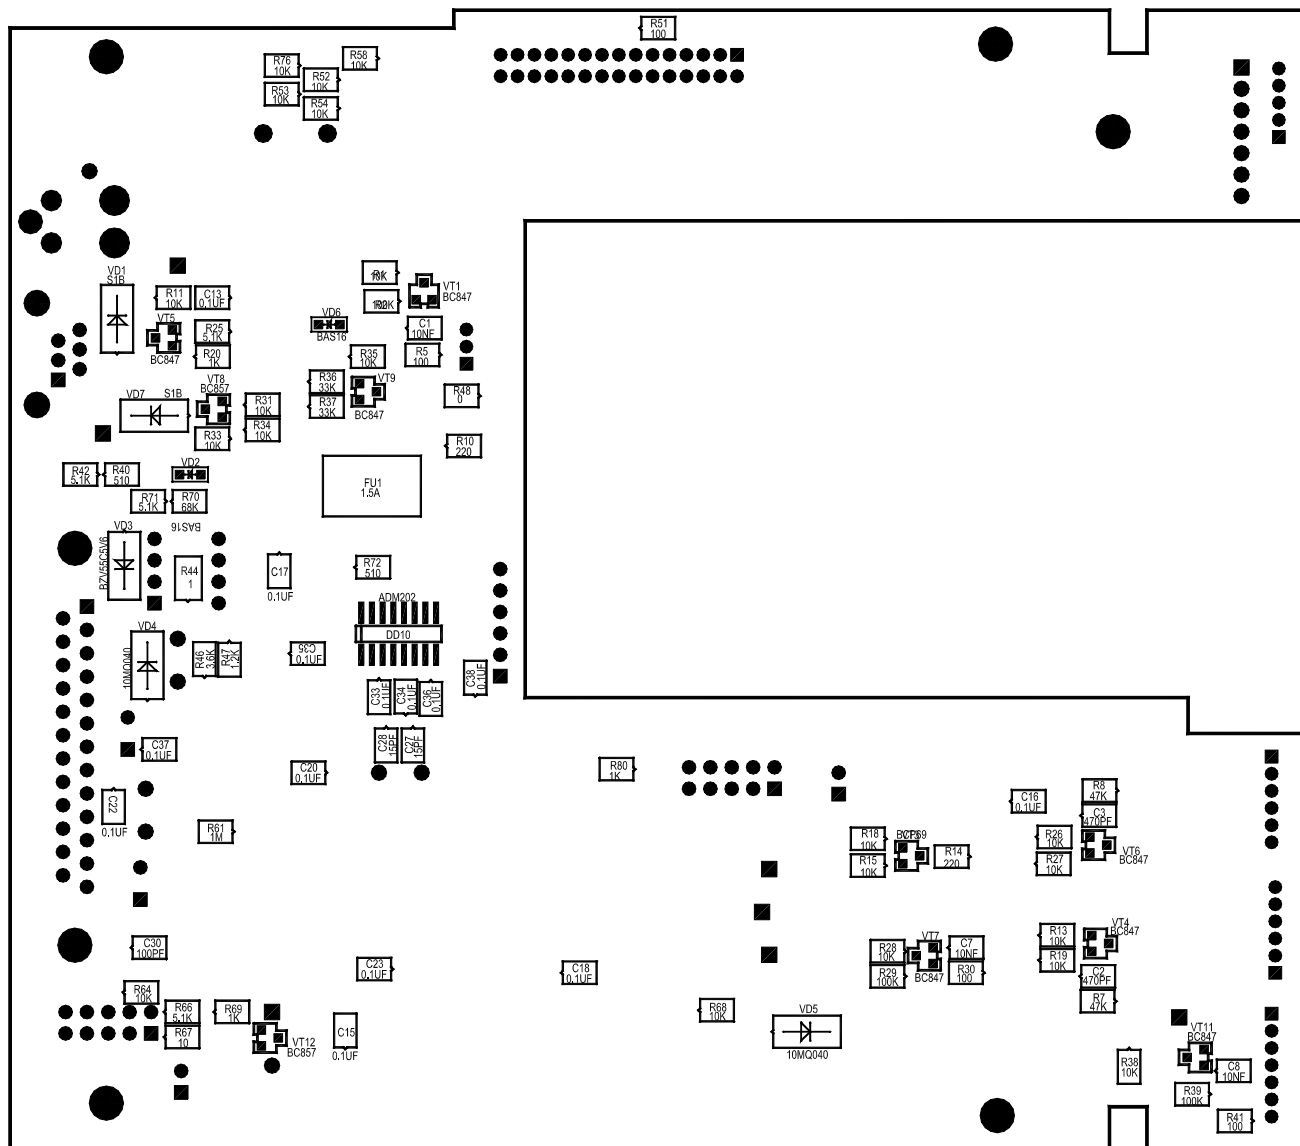 R51
100
R76
10K
R58
10K
R52
10K
R53
10K
R54
10K
VD1
S1B
R11
10K
C13
0.1UF
VT5
BC847
R25
5.1K
R20
1K
VD6
BAS16
VT1
BC847
C1
10NF
R5
100
R35
10K
R36
33K
R37
33K
VT9
BC847
R48
0
R10
220
VD7
S1B
VT8
BC857
R31
10K
R34
10K
R33
10K
R42
5.1K
R40
510
VD2
R71
5.1K
R70
68K
BAS16
FU1
1.5A
VD3
BZV55C5V6
R44
1
C17
0.1UF
R72
510
ADM202
DD10
VD4
10MQ040
R46
3.6K
R47
1.2K
C35
0.1UF
C38
0.1UF
C33
0.1UF
C34
0.1UF
C36
0.1UF
C28
15PF
C27
15PF
C37
0.1UF
C20
0.1UF
C22
0.1UF
R61
1M
R80
1K
C16
0.1UF
R8
47K
C3
470PF
R18
10K
R15
10K
R14
220
R26
10K
R27
10K
VT6
BC847
C30
100PF
C23
0.1UF
C18
0.1UF
R28
10K
R29
100K
VT7
BC847
C7
10NF
R30
100
R13
10K
R19
10K
VT4
BC847
C2
470PF
R7
47K
R64
10K
R66
5.1K
R67
10
R69
1K
VT12
BC857
C15
0.1UF
R68
10K
VD5
10MQ040
VT11
BC847
R38
10K
C8
10NF
R39
100K
R41
100